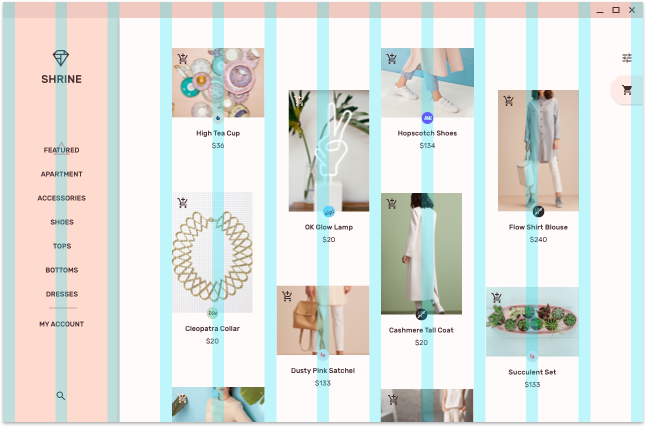 SHRINE
FEATURED
APARTMENT
ACCESSORIES
SHOES
TOPS
BOTTOMS
DRESSES
MY ACCOUNT
High Tea Cup
$36
Cleopatra Collar
$20
OK Glow Lamp
$20
Dusty Pink Satchel
$133
Hopscotch Shoes
$134
Cashmere Tall Coat
$20
Flow Shirt Blouse
$240
Succulent Set
$133